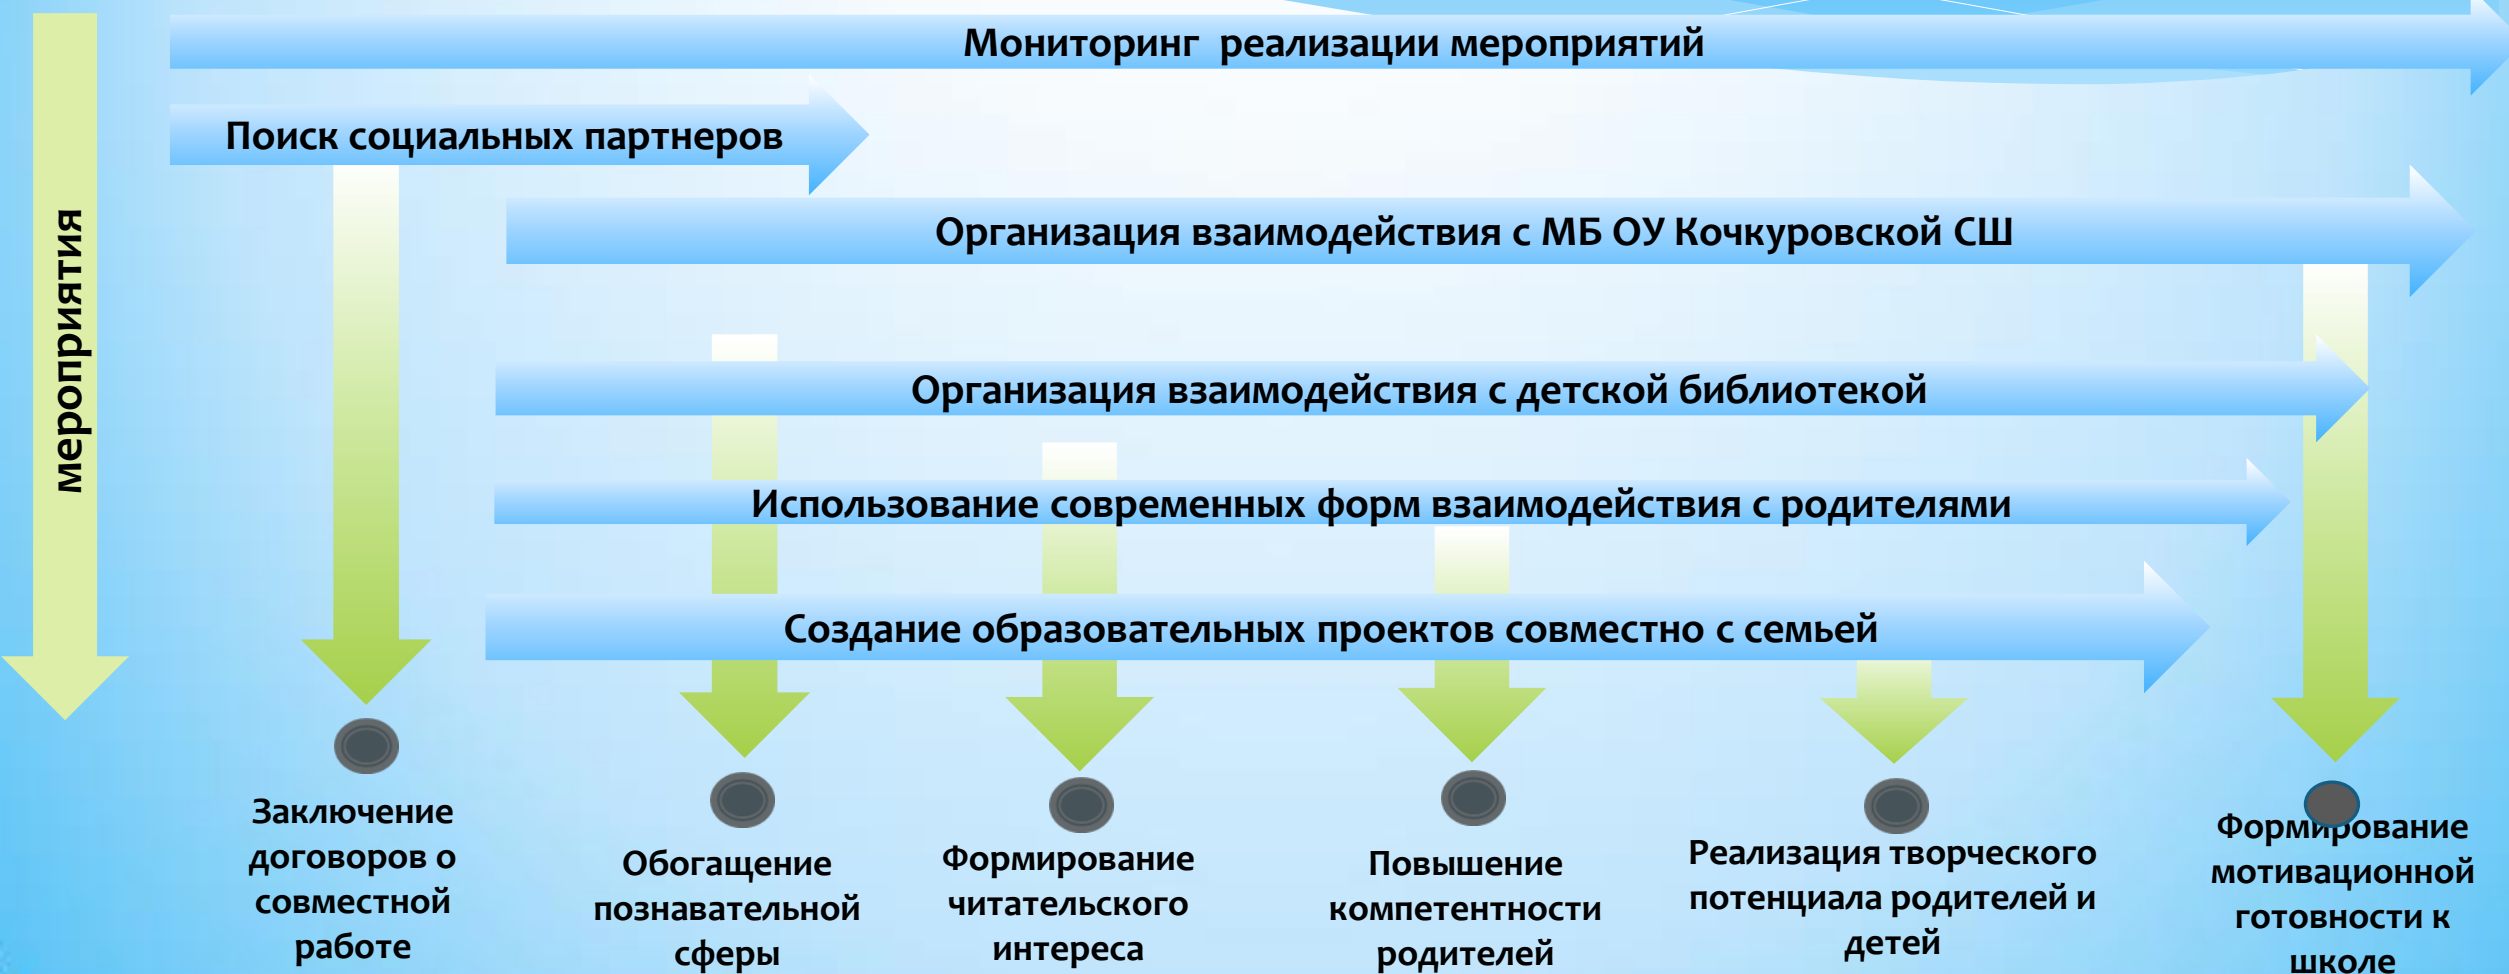 мероприятия
Мониторинг реализации мероприятий
Поиск социальных партнеров
Организация взаимодействия с МБ ОУ Кочкуровской СШ
Организация взаимодействия с детской библиотекой
Использование современных форм взаимодействия с родителями
Создание образовательных проектов совместно с семьей
Заключение
договоров о
совместной
работе
Обогащение
познавательной
сферы
Формирование
читательского
интереса
Повышение
компетентности
родителей
Реализация творческого
потенциала родителей и
детей
Формирование
мотивационной
готовности к
школе